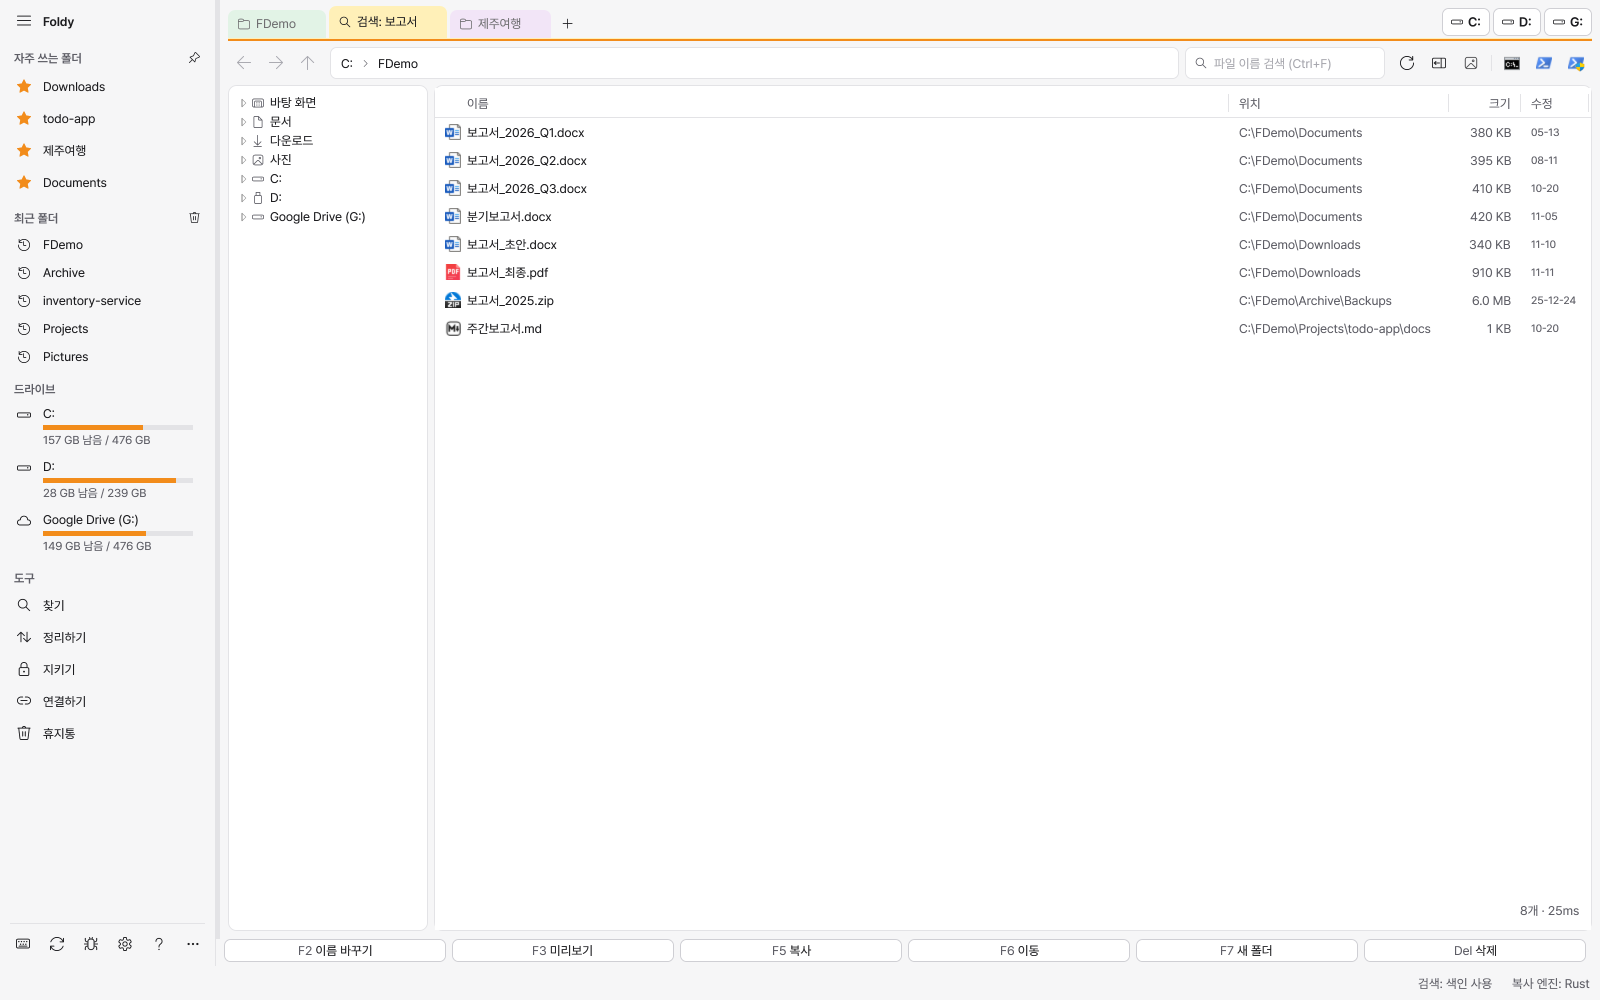 Foldy
자주 쓰는 폴더
Downloads
todo-app
제주여행
Documents
최근 폴더
FDemo
Archive
inventory-service
Projects
Pictures
드라이브
C:
157 GB 남음 / 476 GB
D:
28 GB 남음 / 239 GB
Google Drive (G:)
149 GB 남음 / 476 GB
도구
찾기
정리하기
지키기
연결하기
휴지통
FDemo 검색: 보고서 제주여행 C: D: G:
C: FDemo 파일 이름 검색 (Ctrl+F)
바탕 화면
문서
다운로드
사진
C:
D:
Google Drive (G:)
이름 위치 크기 수정
보고서_2026_Q1.docx C:\FDemo\Documents 380 KB 05-13
보고서_2026_Q2.docx C:\FDemo\Documents 395 KB 08-11
보고서_2026_Q3.docx C:\FDemo\Documents 410 KB 10-20
분기보고서.docx C:\FDemo\Documents 420 KB 11-05
보고서_초안.docx C:\FDemo\Downloads 340 KB 11-10
보고서_최종.pdf C:\FDemo\Downloads 910 KB 11-11
보고서_2025.zip C:\FDemo\Archive\Backups 6.0 MB 25-12-24
주간보고서.md C:\FDemo\Projects\todo-app\docs 1 KB 10-20
8개 · 25ms
F2 이름 바꾸기 F3 미리보기 F5 복사 F6 이동 F7 새 폴더 Del 삭제
검색: 색인 사용 복사 엔진: Rust